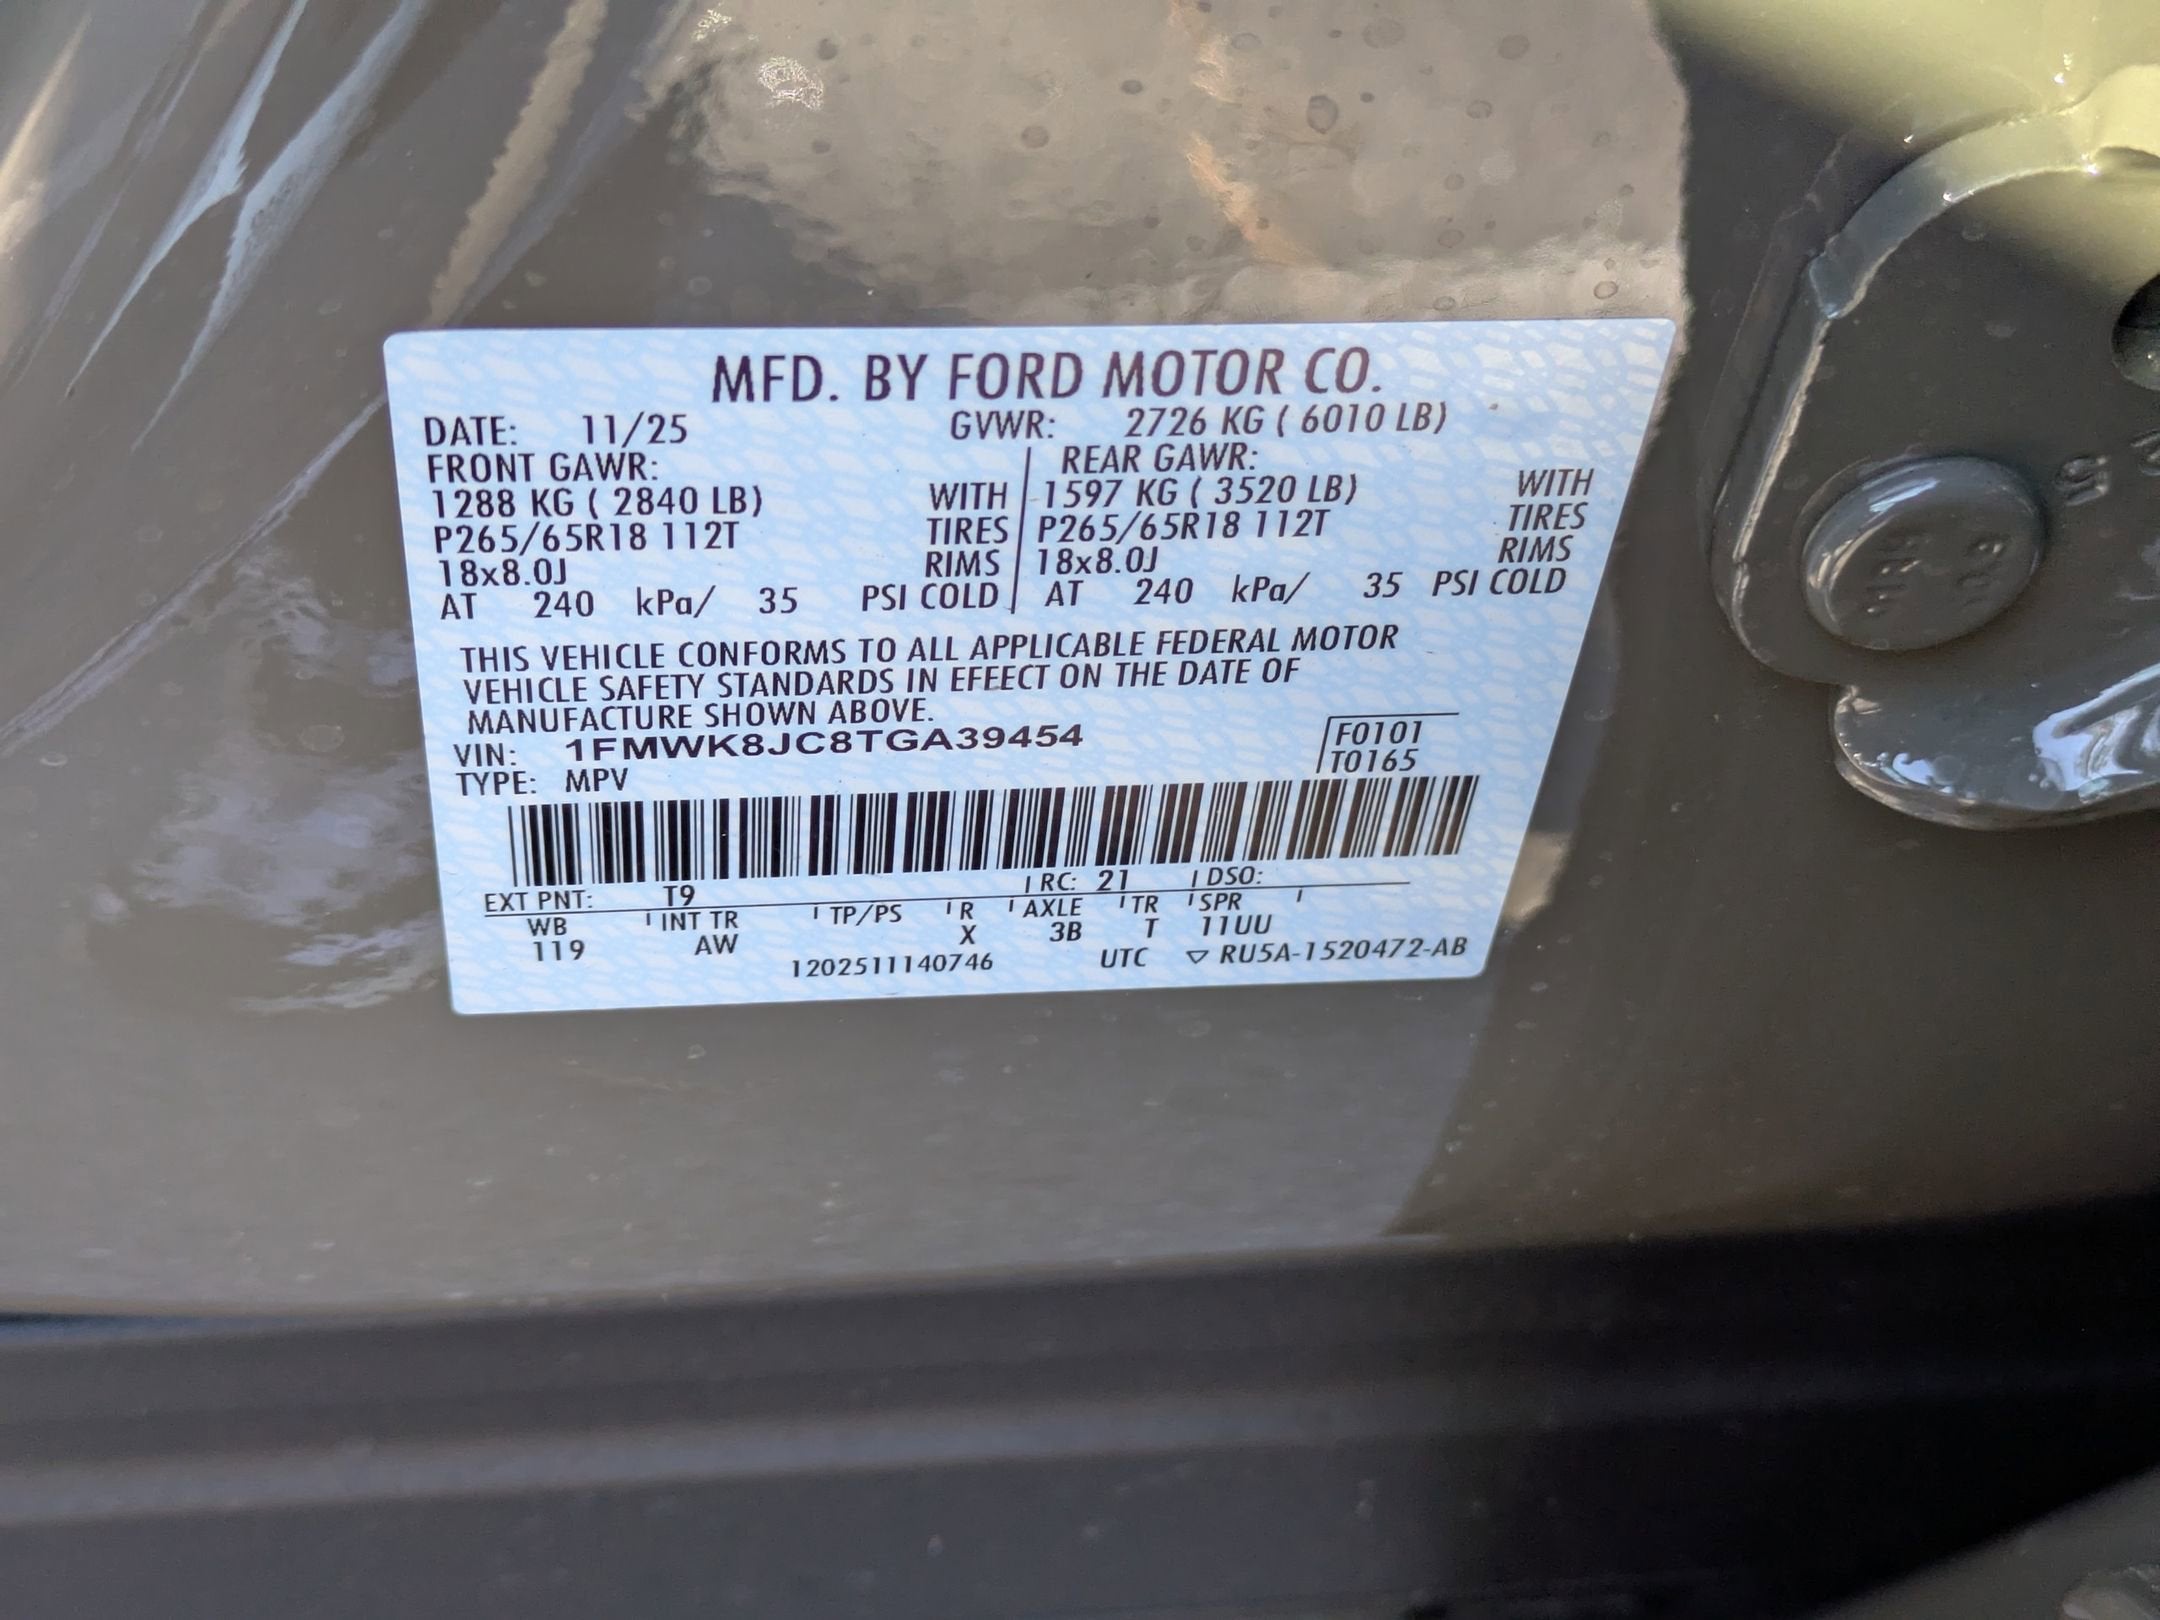 MFD. BY FORD MOTOR CO.
DATE: 11/25 GVWR: 2726 KG ( 6010 LB)
FRONT GAWR: REAR GAWR:
1288 KG ( 2840 LB) WITH 1597 KG ( 3520 LB) WITH
P265/65R18 112T TIRES P265/65R18 112T TIRES
18x8.0J RIMS 18x8.0J RIMS
AT 240 kPa/ 35 PSI COLD AT 240 kPa/ 35 PSI COLD
THIS VEHICLE CONFORMS TO ALL APPLICABLE FEDERAL MOTOR
VEHICLE SAFETY STANDARDS IN EFFECT ON THE DATE OF
MANUFACTURE SHOWN ABOVE.
VIN: 1FMWK8JC8TGA39454 F0101
TYPE: MPV T0165
EXT PNT: T9 RC: 21 DSO:
WB INT TR TP/PS R AXLE TR SPR
119 AW X 3B T 11UU
1202511140746 UTC ▽ RU5A-1520472-AB